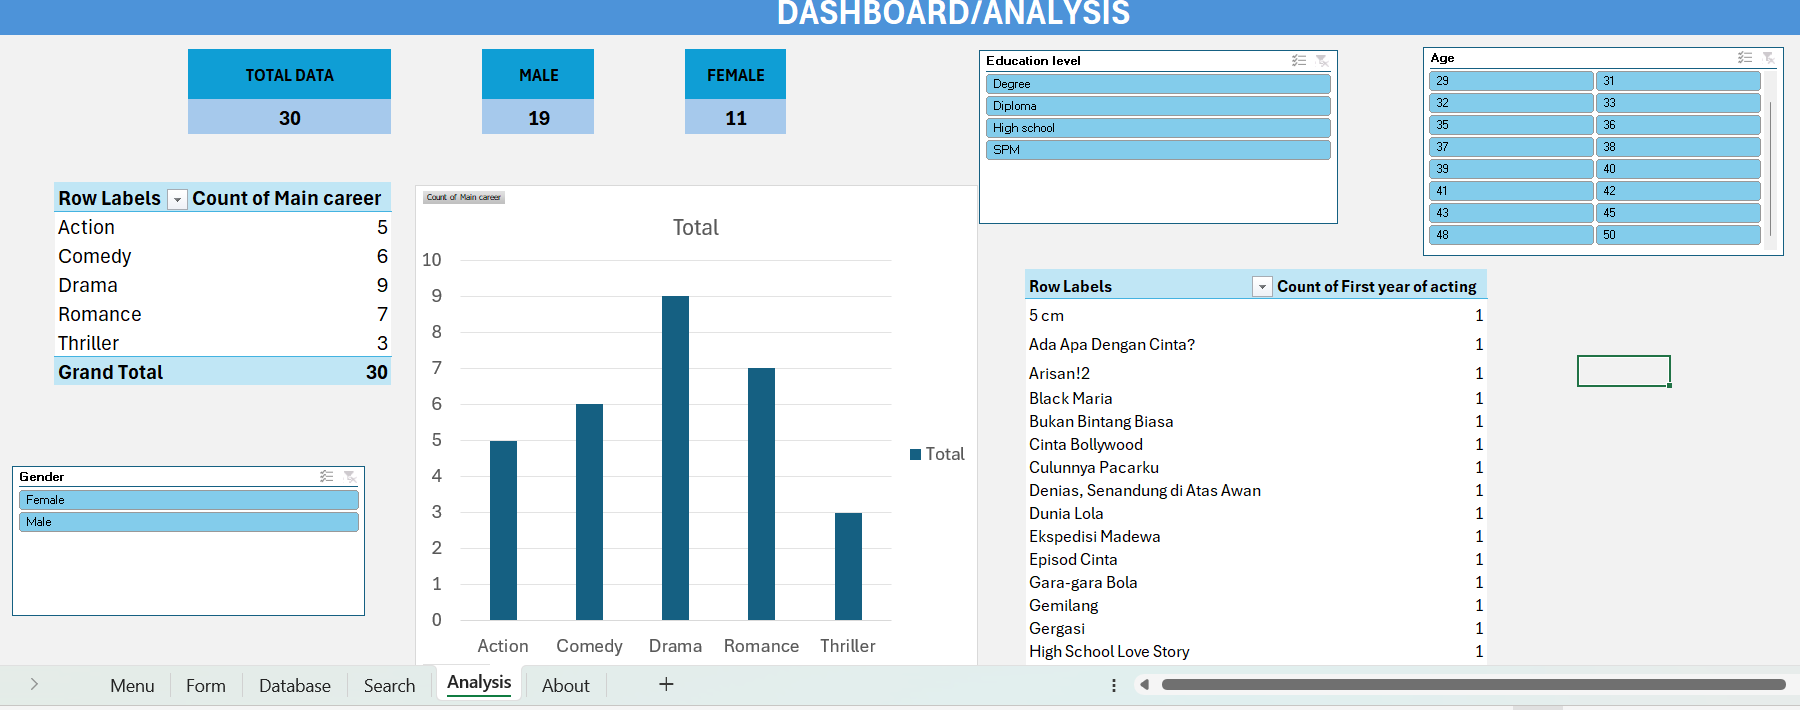 DASHBOARD/ANALYSIS
TOTAL DATA
30
MALE
19
FEMALE
11
Education level
Degree
Diploma
High school
SPM
Age
29 31
32 33
35 36
37 38
39 40
41 42
43 45
48 50
Row Labels Count of Main career
Action 5
Comedy 6
Drama 9
Romance 7
Thriller 3
Grand Total 30
Gender
Female
Male
Count of Main career
Total
10
9
8
7
6
5
4
3
2
1
0
Action Comedy Drama Romance Thriller
Total
Row Labels Count of First year of acting
5 cm 1
Ada Apa Dengan Cinta? 1
Arisan!2 1
Black Maria 1
Bukan Bintang Biasa 1
Cinta Bollywood 1
Culunnya Pacarku 1
Denias, Senandung di Atas Awan 1
Dunia Lola 1
Ekspedisi Madewa 1
Episod Cinta 1
Gara-gara Bola 1
Gemilang 1
Gergasi 1
High School Love Story 1
Menu Form Database Search Analysis About +